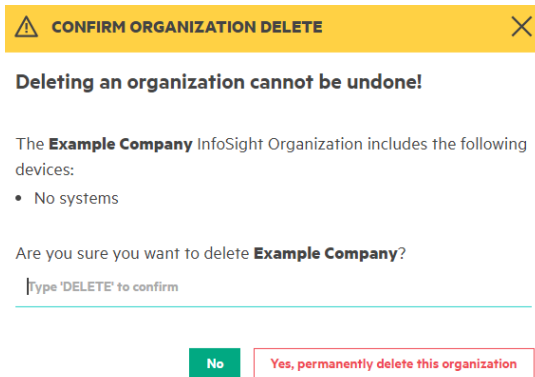 CONFIRM ORGANIZATION DELETE
Deleting an organization cannot be undone!
The Example Company InfoSight Organization includes the following
devices:
• No systems
Are you sure you want to delete Example Company?
Type 'DELETE' to confirm
No
Yes, permanently delete this organization